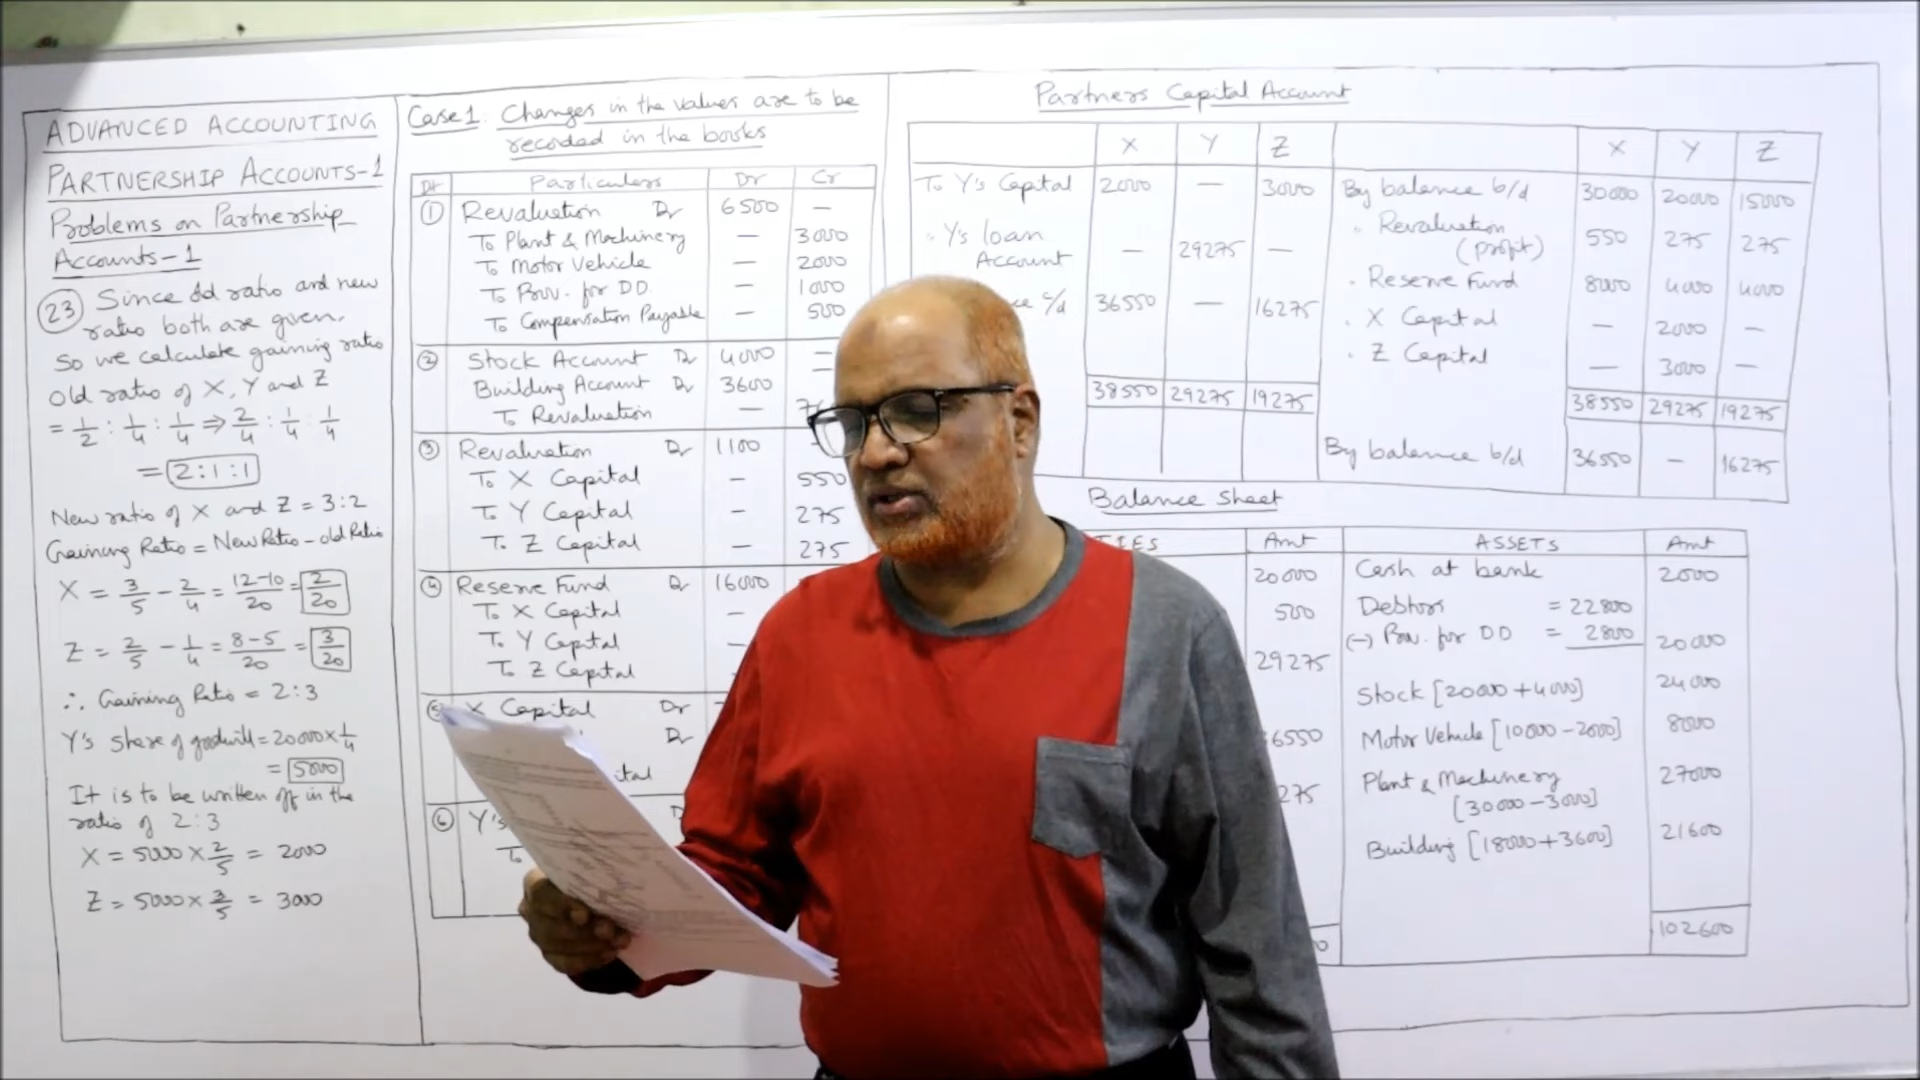 ADVANCED ACCOUNTING
PARTNERSHIP ACCOUNTS-1
Problems on Partnership
Accounts-1
(23) Since old ratio and new
ratio both are given.
So we calculate gaining ratio
Old ratio of X, Y and Z
= 1/2 : 1/4 : 1/4 ⇒ 2/4 : 1/4 : 1/4
= 2:1:1
New ratio of X and Z = 3:2
Gaining Ratio = New Ratio - old Ratio
X = 3/5 - 2/4 = 12-10/20 = 2/20
Z = 2/5 - 1/4 = 8-5/20 = 3/20
∴ Gaining Ratio = 2:3
Y's share of goodwill = 20000 × 1/4
= 5000
It is to be written off in the
ratio of 2:3
X = 5000 × 2/5 = 2000
Z = 5000 × 3/5 = 3000
Case 1: Changes in the values are to be
recorded in the books
Dt Particulars Dr Cr
① Revaluation Dr 6500 —
To Plant & Machinery — 3000
To Motor Vehicle — 2000
To Prov. for DD — 1000
To Compensation Payable — 500
② Stock Account Dr 4000 —
Building Account Dr 3600 —
To Revaluation —
③ Revaluation Dr 1100
To X Capital - 550
To Y Capital - 275
To Z Capital - 275
④ Reserve Fund Dr 16000
To X Capital -
To Y Capital -
To Z Capital
⑤ X Capital Dr
Dr
⑥ Y's
To
Partners Capital Account
X Y Z X Y Z
To Y's Capital 2000 — 3000 By balance b/d 30000 20000 15000
" Y's loan
Account — 29275 —
" Revaluation
(profit) 550 275 275
c/d 36550 — 16275
" Reserve Fund 8000 4000 4000
" X Capital — 2000 —
" Z Capital — 3000 —
38550 29275 19275 38550 29275 19275
By balance b/d 36550 - 16275
Balance Sheet
Amt ASSETS Amt
20000 Cash at bank 2000
500 Debtors = 22800
(-) Prov. for DD = 2800 20000
29275
Stock [20000+4000] 24000
6550 Motor Vehicle [10000-2000] 8000
275 Plant & Machinery 27000
[30000-3000]
Building [18000+3600] 21600
102600